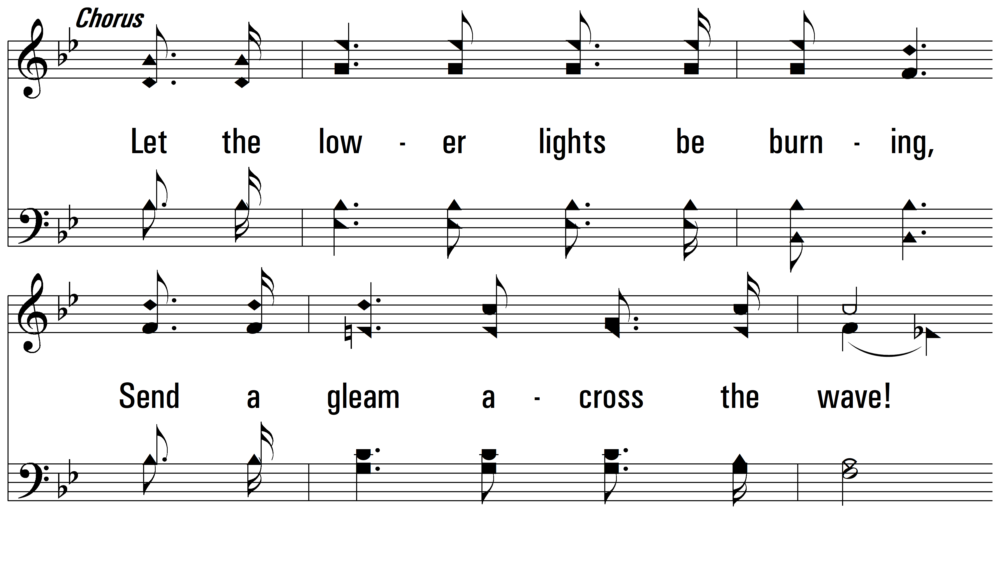 Chorus
Let the low - er lights be burn - ing,
Send a gleam a - cross the wave!